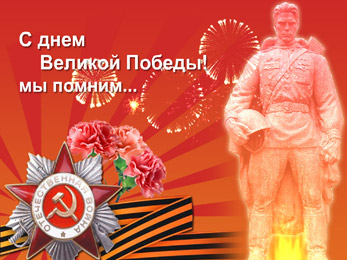 С днем
Великой Победы!
мы помним...
ОТЕЧЕСТВЕННАЯ ВОЙНА